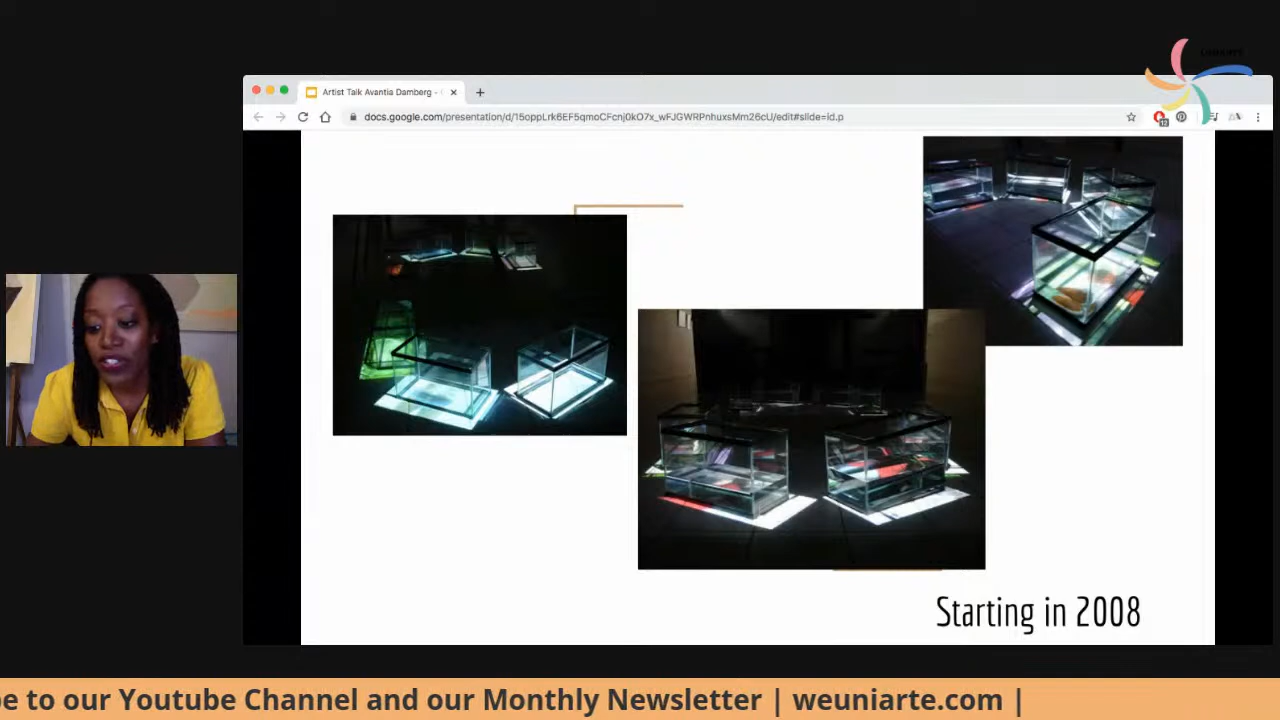 Artist Talk Avantia Damberg -
docs.google.com/presentation/d/15oppLrk6EF5qmoCFcnj0kO7x_wFJGWRPnhuxsMm26cU/edit#slide=id.p
12
Starting in 2008
e to our Youtube Channel and our Monthly Newsletter | weuniarte.com |